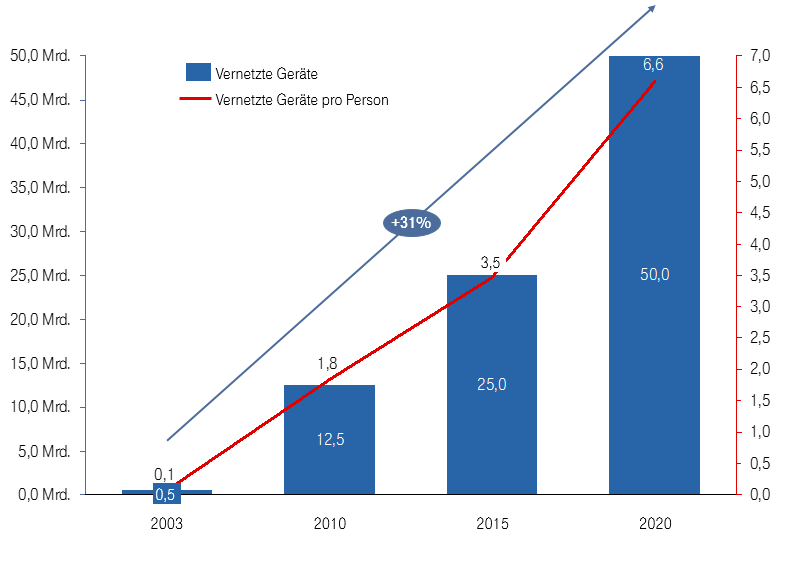 50,0 Mrd.
45,0 Mrd.
40,0 Mrd.
35,0 Mrd.
30,0 Mrd.
25,0 Mrd.
20,0 Mrd.
15,0 Mrd.
10,0 Mrd.
5,0 Mrd.
0,0 Mrd.
Vernetzte Geräte
Vernetzte Geräte pro Person
+31%
0,1
0,5
1,8
12,5
3,5
25,0
6,6
50,0
7,0
6,5
6,0
5,5
5,0
4,5
4,0
3,5
3,0
2,5
2,0
1,5
1,0
0,5
0,0
2003 2010 2015 2020